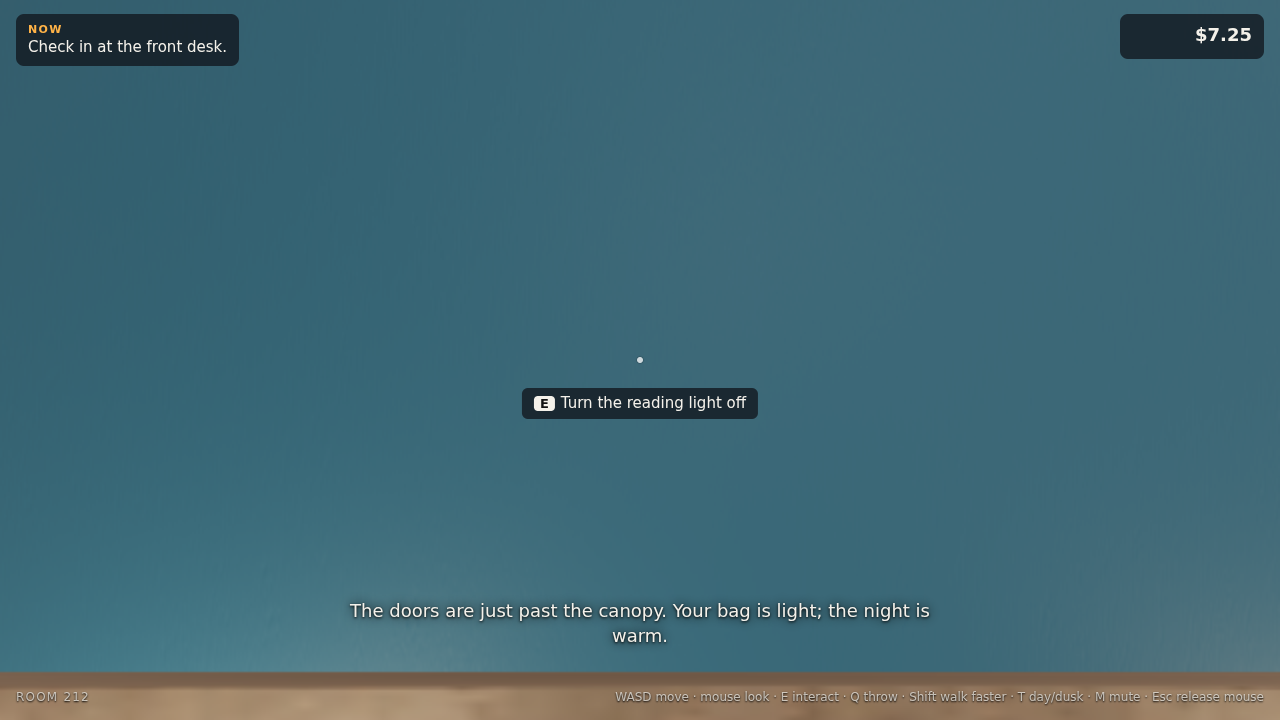 NOW
Check in at the front desk.
$7.25
E Turn the reading light off
The doors are just past the canopy. Your bag is light; the night is
warm.
ROOM 212
WASD move · mouse look · E interact · Q throw · Shift walk faster · T day/dusk · M mute · Esc release mouse